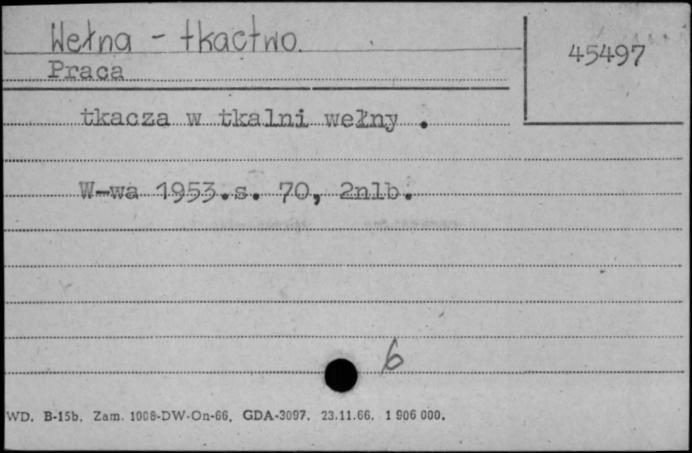 Wełna - tkactwo.
45497
Praca
tkacza w tkalni wełny .
W-wa 1953.s. 70, 2nlb.
6
WD. B-15b. Zam. 1008-DW-On-66, GDA-3097. 23.11.66. 1 906 000.